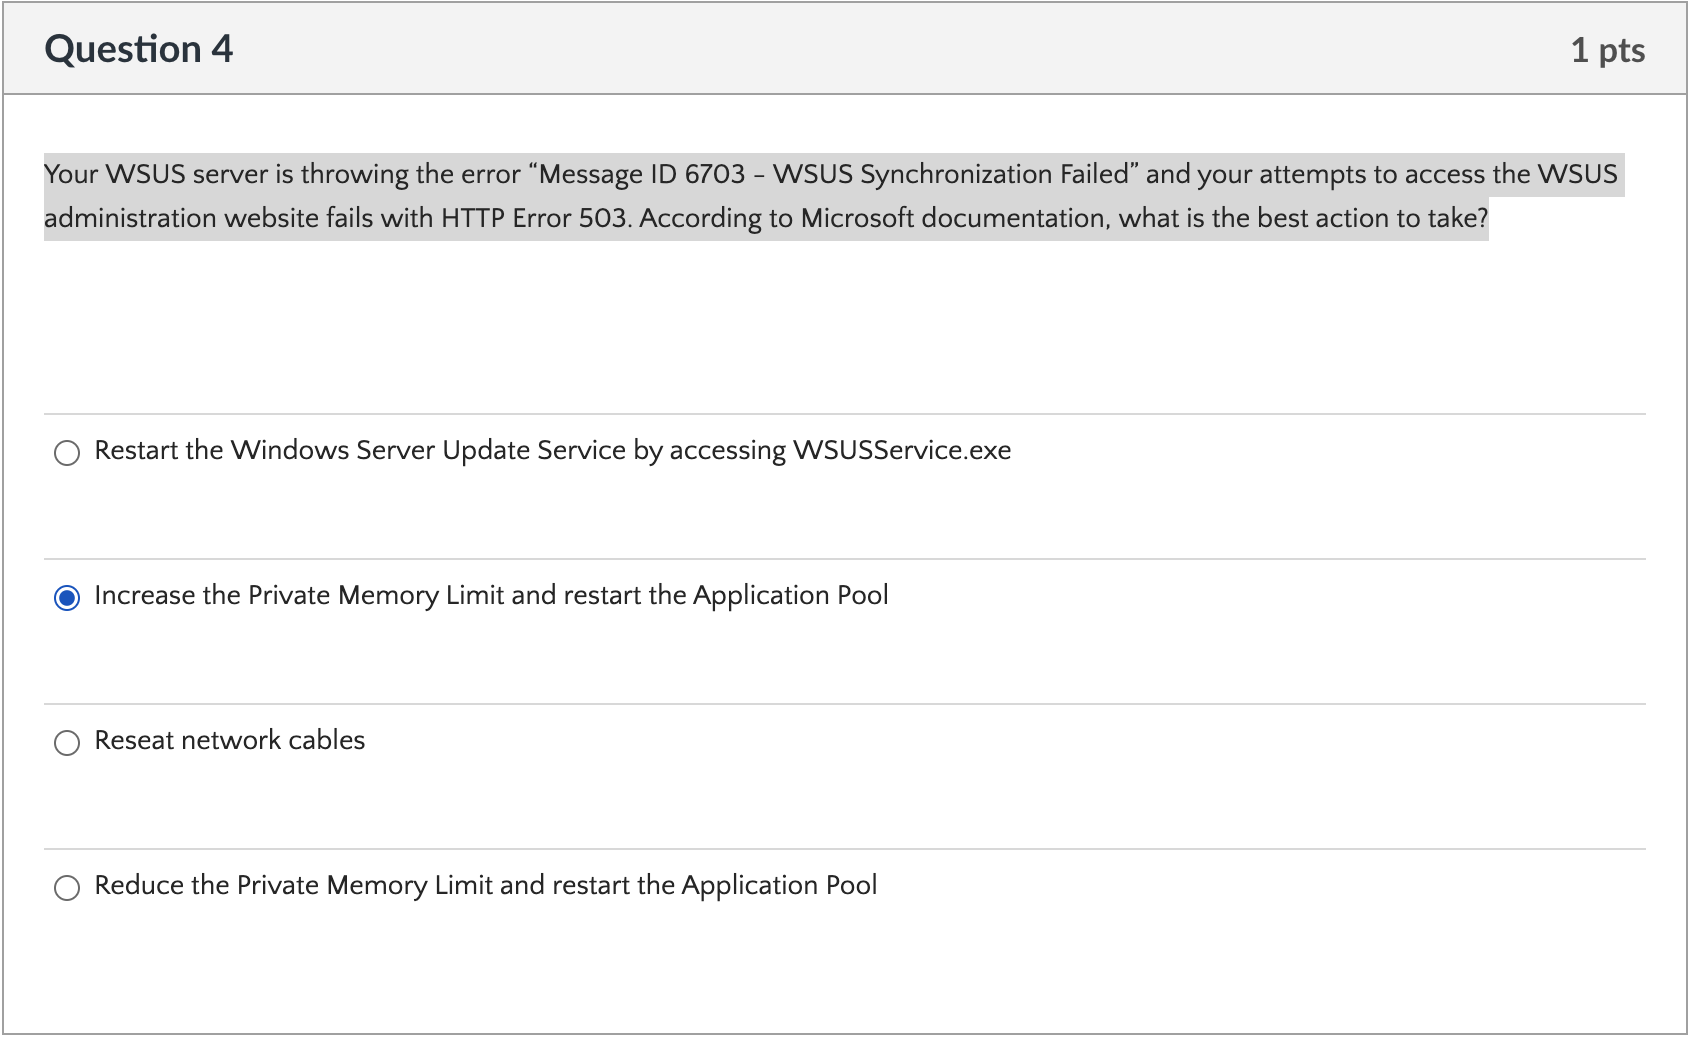 Question 4
1 pts
Your WSUS server is throwing the error “Message ID 6703 – WSUS Synchronization Failed” and your attempts to access the WSUS
administration website fails with HTTP Error 503. According to Microsoft documentation, what is the best action to take?
Restart the Windows Server Update Service by accessing WSUSService.exe
Increase the Private Memory Limit and restart the Application Pool
Reseat network cables
Reduce the Private Memory Limit and restart the Application Pool